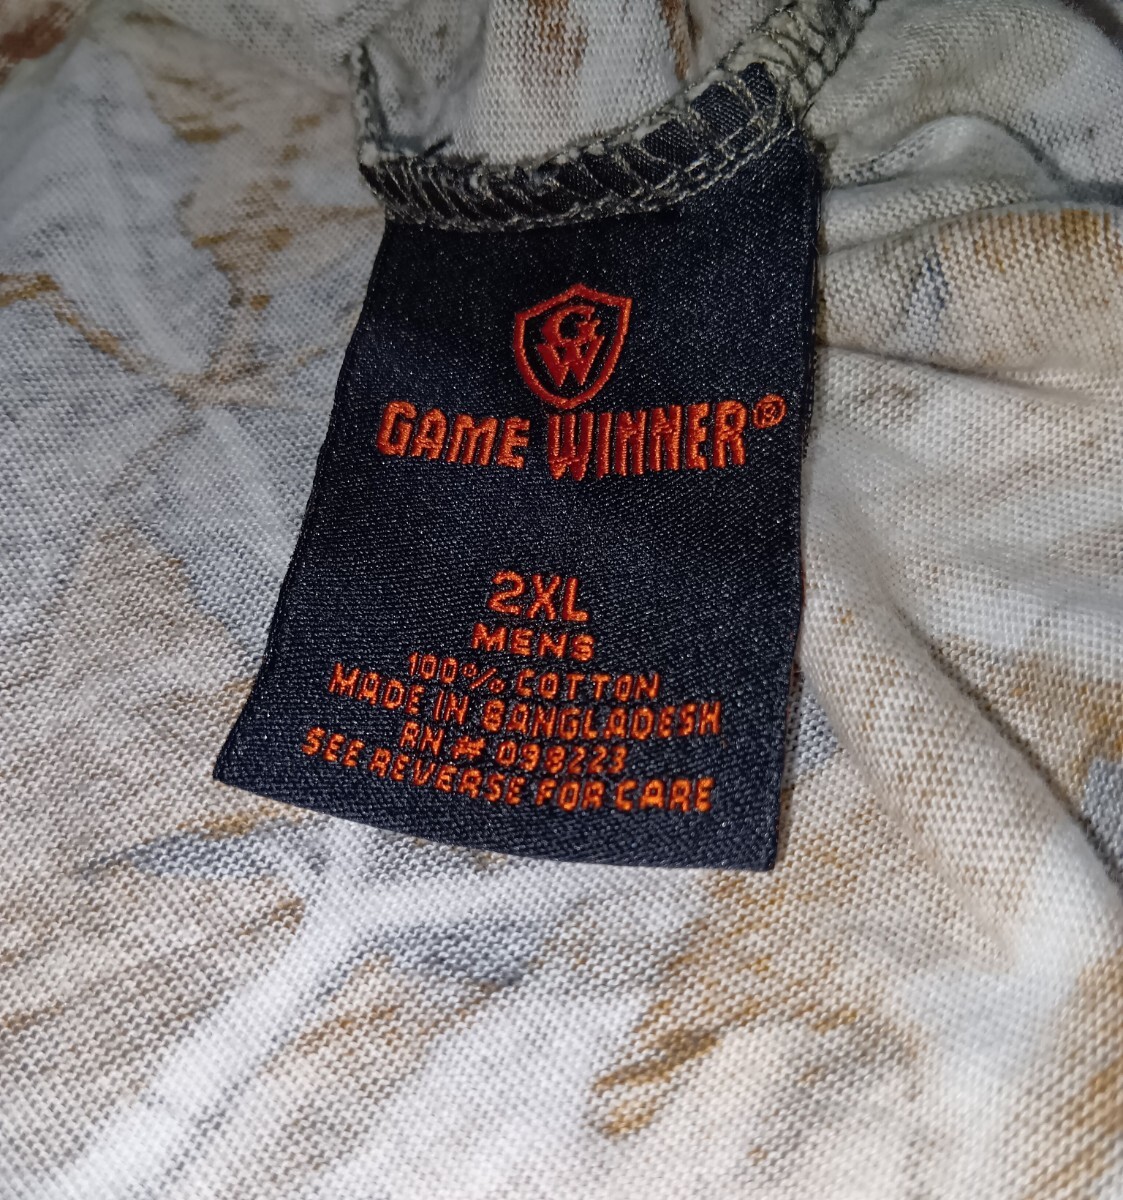 GW
GAME WINNER®
2XL
MENS
100% COTTON
MADE IN BANGLADESH
RN # 098223
SEE REVERSE FOR CARE